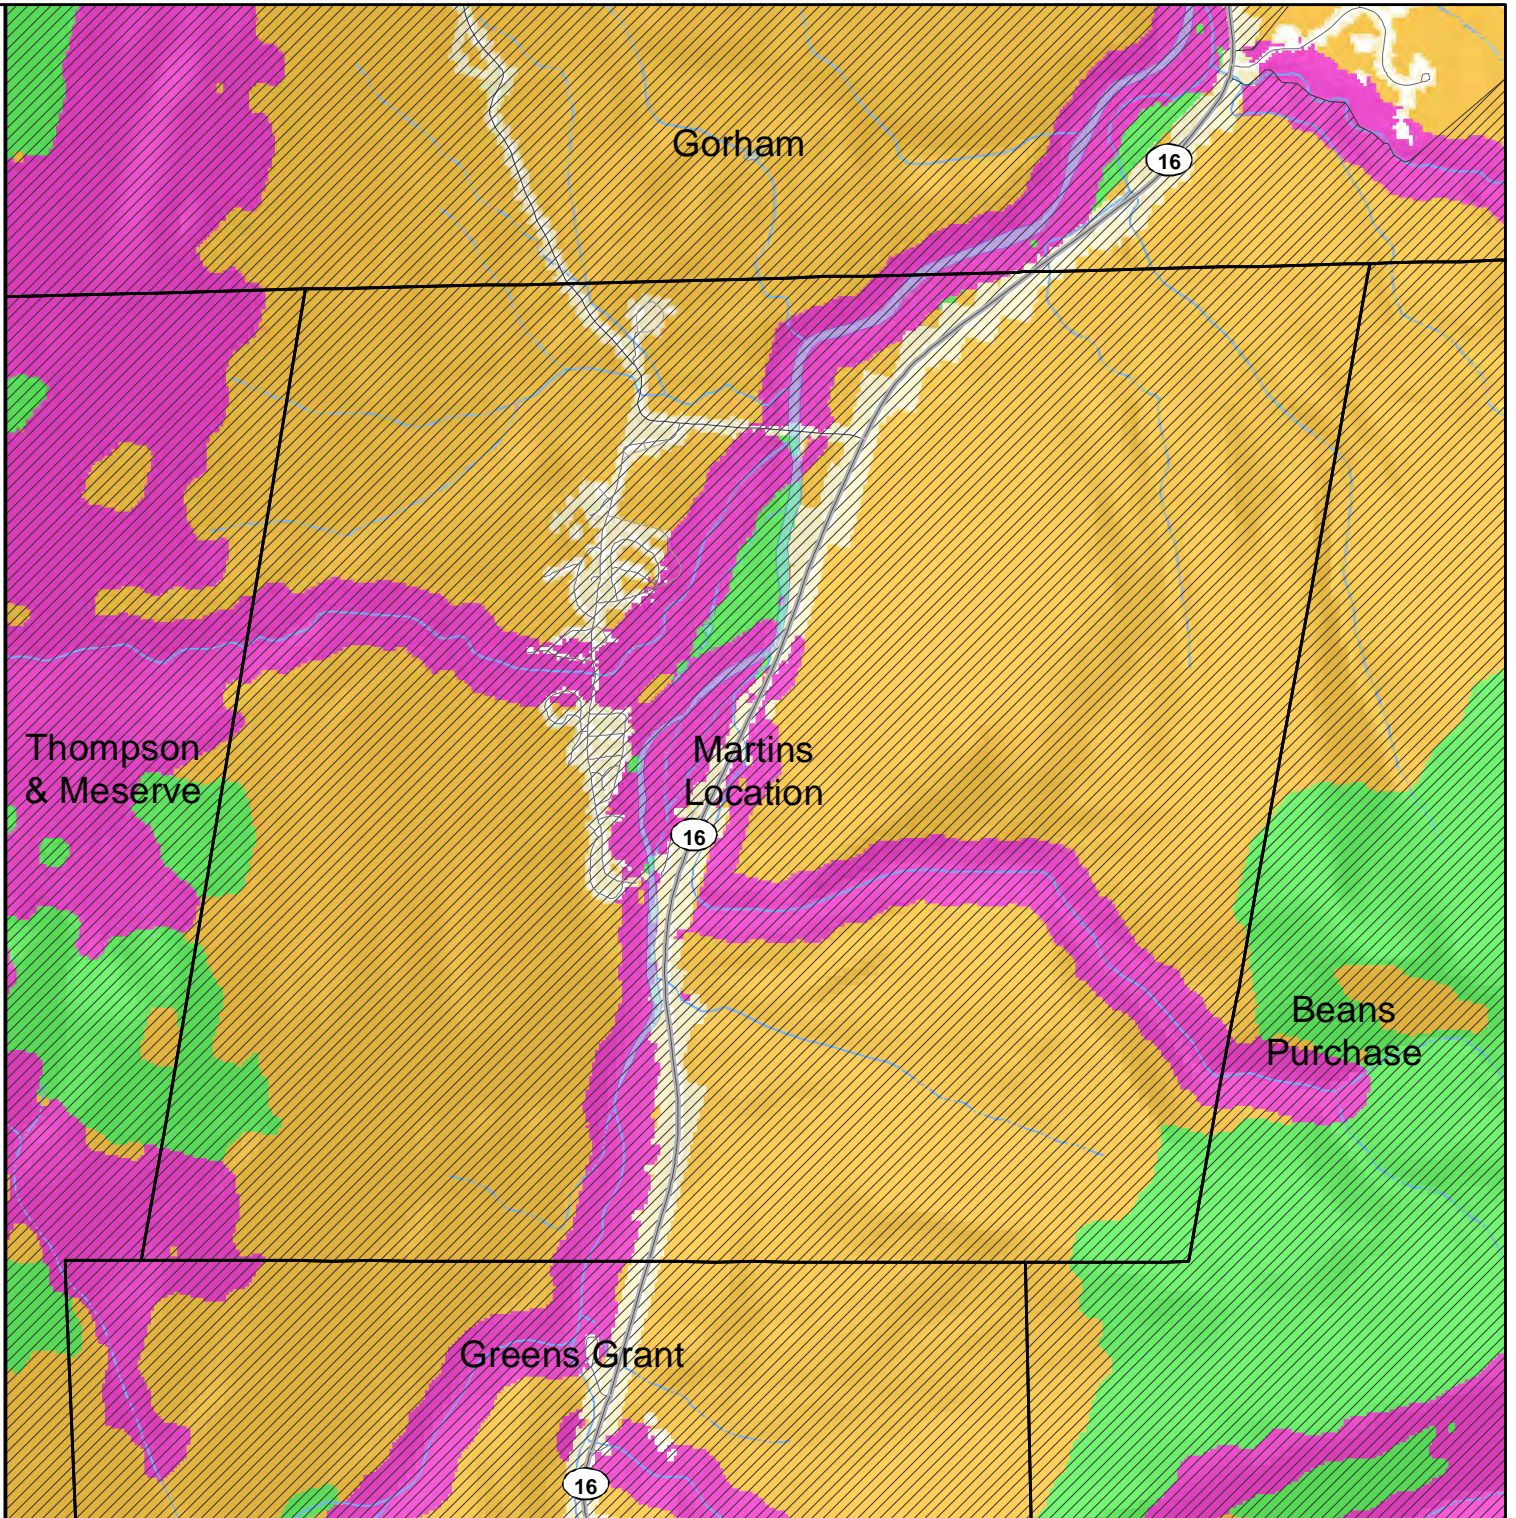 Gorham
16
Thompson
& Meserve
Martins
Location
16
Beans
Purchase
Greens Grant
16